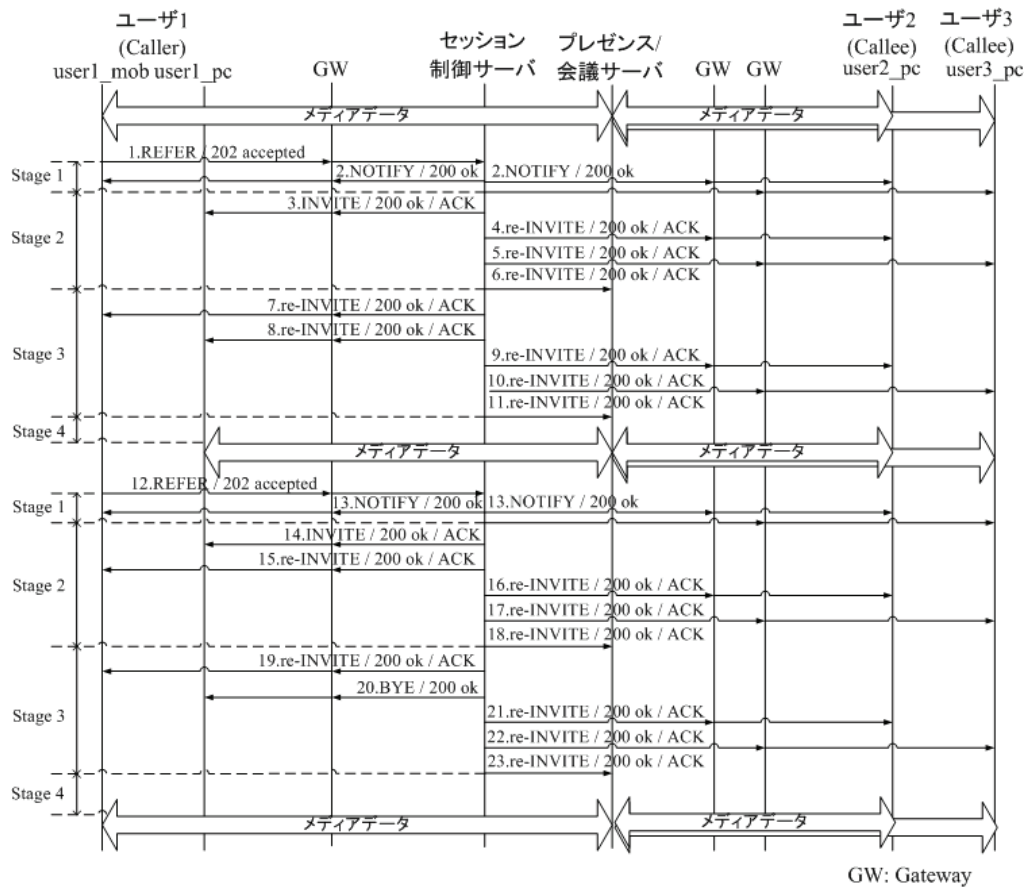 ユーザ1
(Caller)
user1_mob user1_pc
GW
セッション
制御サーバ
プレゼンス/
会議サーバ
GW GW
ユーザ2
(Callee)
user2_pc
ユーザ3
(Callee)
user3_pc
メディアデータ
メディアデータ
Stage 1
1.REFER / 202 accepted
2.NOTIFY / 200 ok
2.NOTIFY / 200 ok
Stage 2
3.INVITE / 200 ok / ACK
4.re-INVITE / 200 ok / ACK
5.re-INVITE / 200 ok / ACK
6.re-INVITE / 200 ok / ACK
Stage 3
7.re-INVITE / 200 ok / ACK
8.re-INVITE / 200 ok / ACK
9.re-INVITE / 200 ok / ACK
10.re-INVITE / 200 ok / ACK
11.re-INVITE / 200 ok / ACK
Stage 4
メディアデータ
メディアデータ
Stage 1
12.REFER / 202 accepted
13.NOTIFY / 200 ok
13.NOTIFY / 200 ok
Stage 2
14.INVITE / 200 ok / ACK
15.re-INVITE / 200 ok / ACK
16.re-INVITE / 200 ok / ACK
17.re-INVITE / 200 ok / ACK
18.re-INVITE / 200 ok / ACK
Stage 3
19.re-INVITE / 200 ok / ACK
20.BYE / 200 ok
21.re-INVITE / 200 ok / ACK
22.re-INVITE / 200 ok / ACK
23.re-INVITE / 200 ok / ACK
Stage 4
メディアデータ
メディアデータ
GW: Gateway